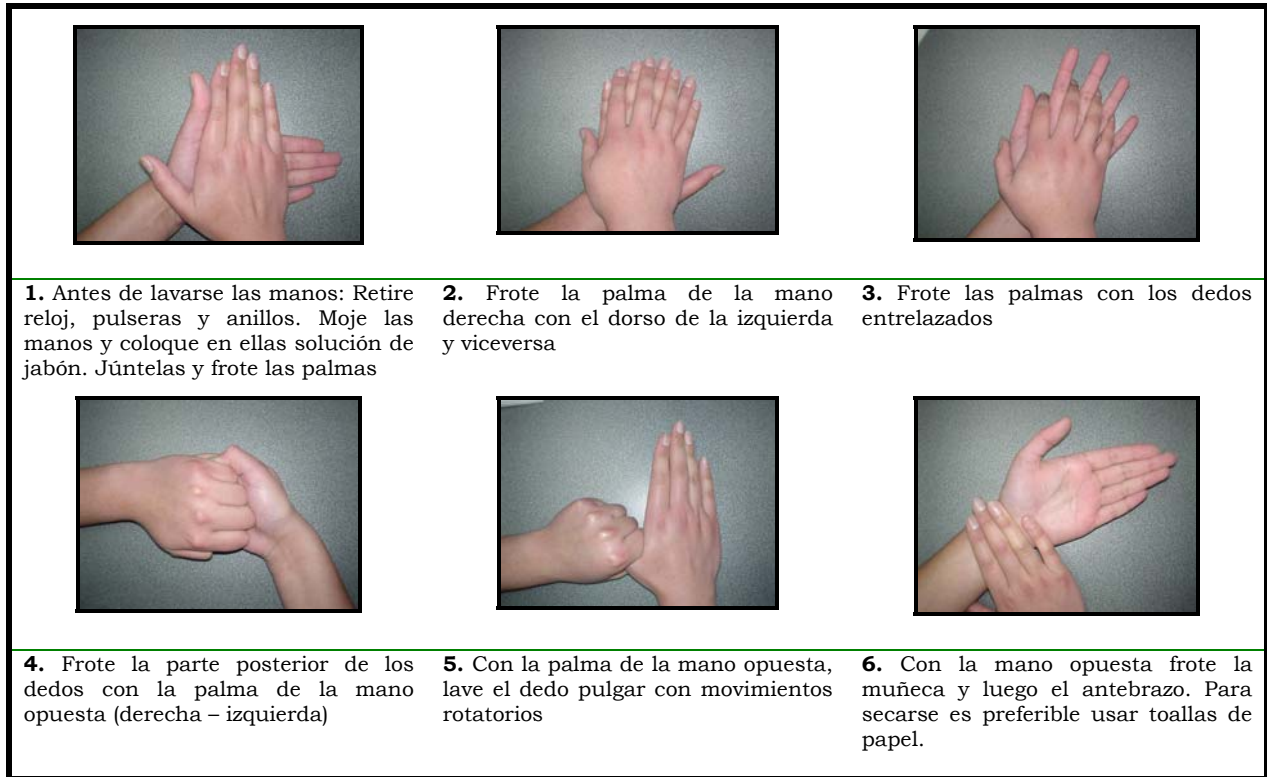 1. Antes de lavarse las manos: Retire
reloj, pulseras y anillos. Moje las
manos y coloque en ellas solución de
jabón. Júntelas y frote las palmas
2. Frote la palma de la mano
derecha con el dorso de la izquierda
y viceversa
3. Frote las palmas con los dedos
entrelazados
4. Frote la parte posterior de los
dedos con la palma de la mano
opuesta (derecha – izquierda)
5. Con la palma de la mano opuesta,
lave el dedo pulgar con movimientos
rotatorios
6. Con la mano opuesta frote la
muñeca y luego el antebrazo. Para
secarse es preferible usar toallas de
papel.